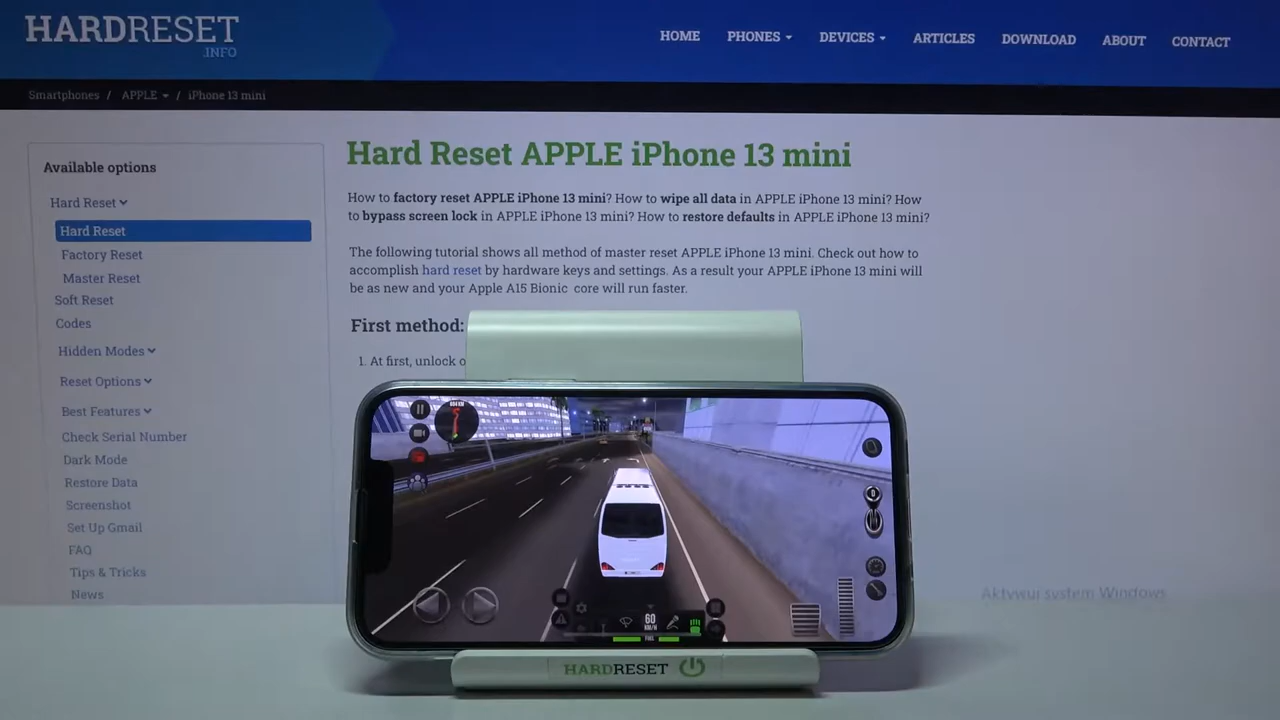 HARDRESET
.INFO
HOME PHONES DEVICES ARTICLES DOWNLOAD ABOUT CONTACT
Smartphones / APPLE / iPhone 13 mini
Available options
Hard Reset
Hard Reset
Factory Reset
Master Reset
Soft Reset
Codes
Hidden Modes
Reset Options
Best Features
Check Serial Number
Dark Mode
Restore Data
Screenshot
Set Up Gmail
FAQ
Tips & Tricks
News
Hard Reset APPLE iPhone 13 mini
How to factory reset APPLE iPhone 13 mini? How to wipe all data in APPLE iPhone 13 mini? How
to bypass screen lock in APPLE iPhone 13 mini? How to restore defaults in APPLE iPhone 13 mini?
The following tutorial shows all method of master reset APPLE iPhone 13 mini. Check out how to
accomplish hard reset by hardware keys and settings. As a result your APPLE iPhone 13 mini will
be as new and your Apple A15 Bionic core will run faster.
First method:
1. At first, unlock o
60
KM/H
FUEL
D
Aktywuj system Windows
HARDRESET